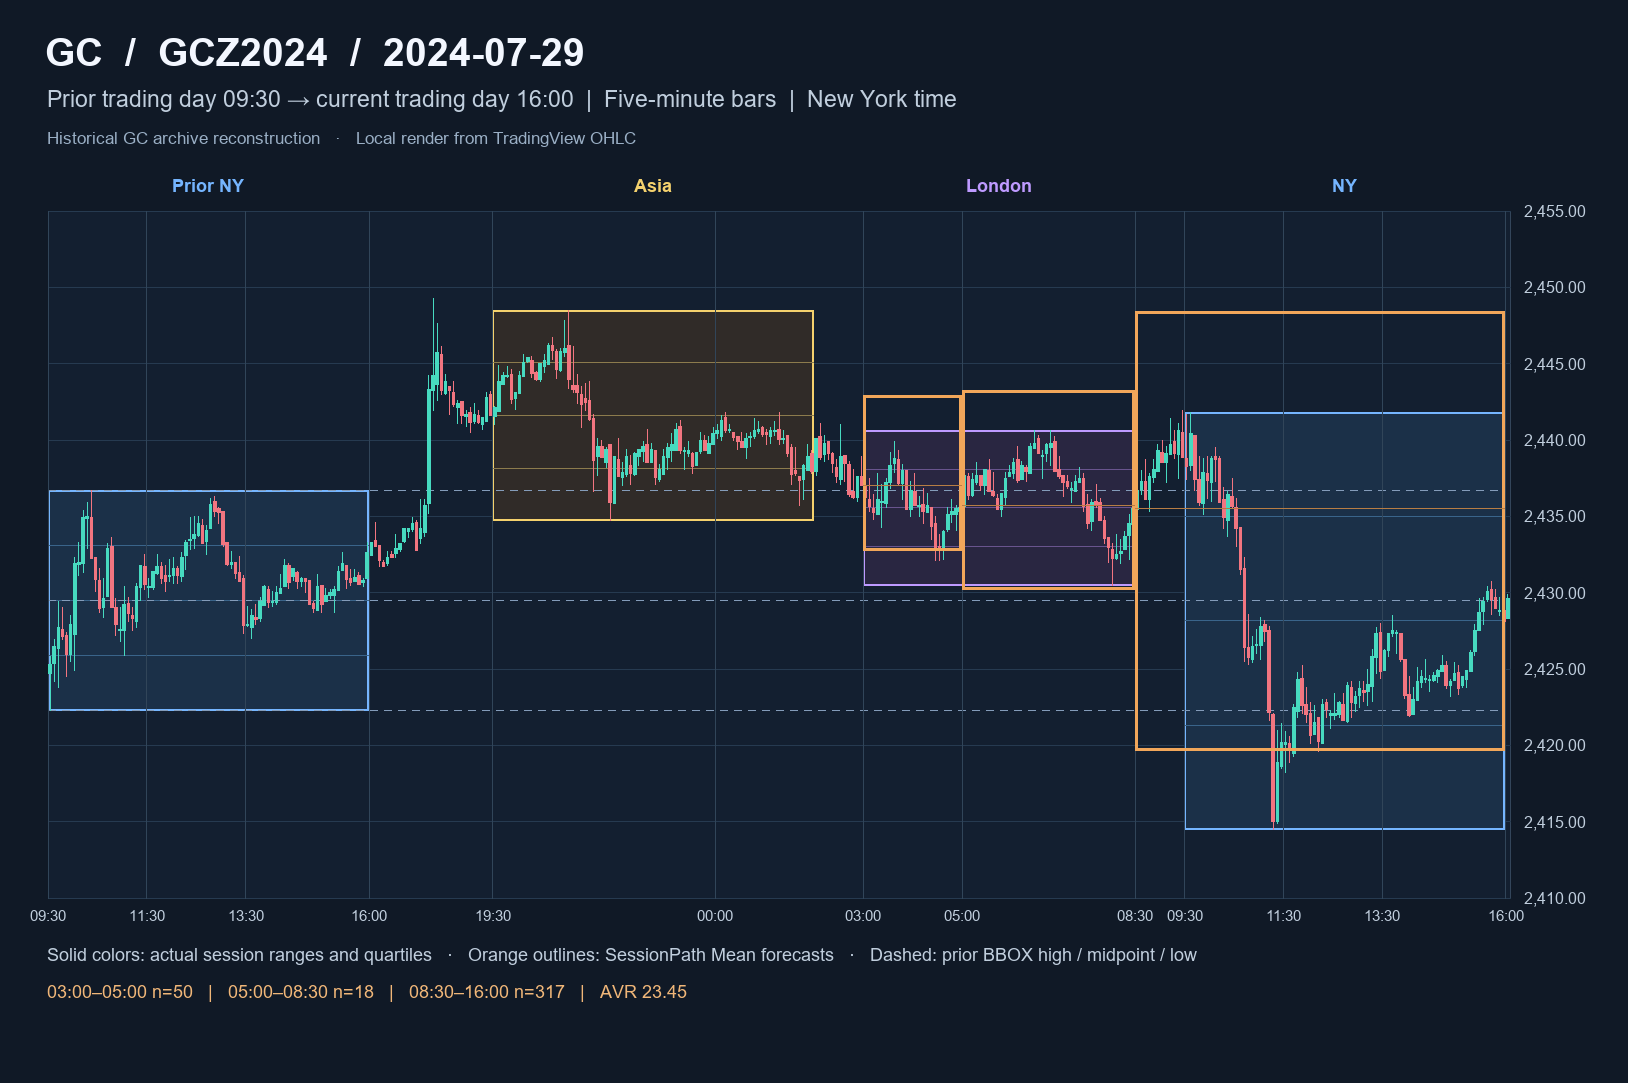 GC / GCZ2024 / 2024-07-29
Prior trading day 09:30 → current trading day 16:00 | Five-minute bars | New York time
Historical GC archive reconstruction · Local render from TradingView OHLC
Prior NY Asia London NY
2,455.00
2,450.00
2,445.00
2,440.00
2,435.00
2,430.00
2,425.00
2,420.00
2,415.00
2,410.00
09:30 11:30 13:30 16:00 19:30 00:00 03:00 05:00 08:30 09:30 11:30 13:30 16:00
Solid colors: actual session ranges and quartiles · Orange outlines: SessionPath Mean forecasts · Dashed: prior BBOX high / midpoint / low
03:00–05:00 n=50 | 05:00–08:30 n=18 | 08:30–16:00 n=317 | AVR 23.45